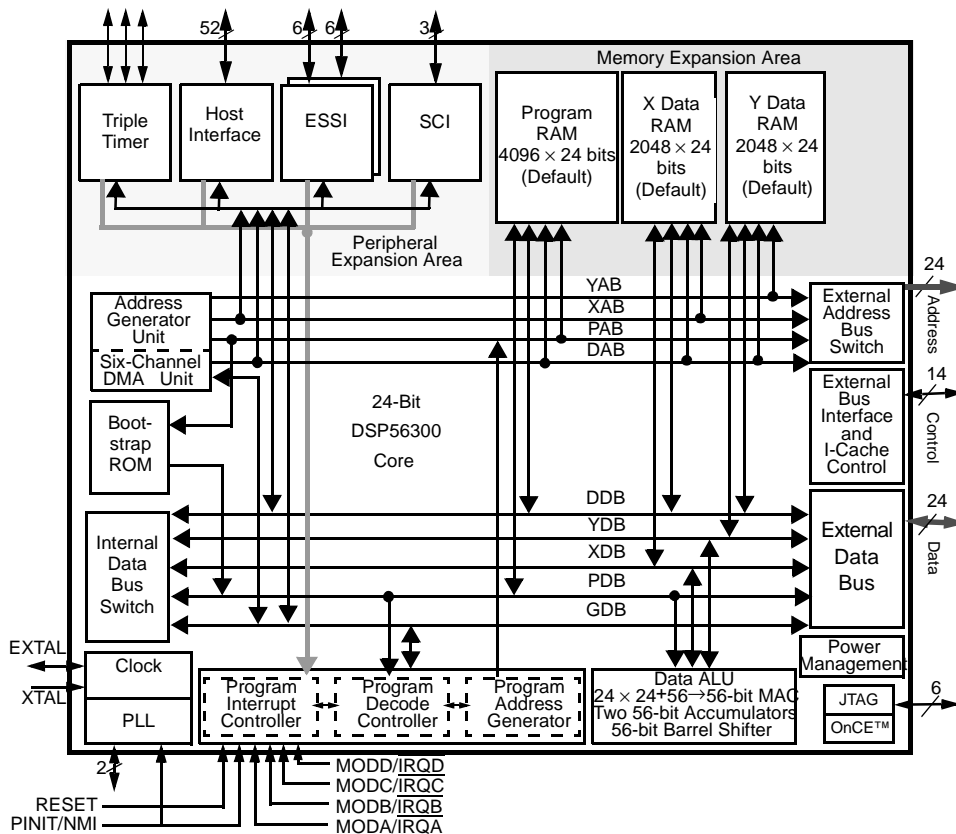 52
6
6
3
Memory Expansion Area
Triple
Timer
Host
Interface
ESSI
SCI
Program
RAM
4096 × 24 bits
(Default)
X Data
RAM
2048 × 24
bits
(Default)
Y Data
RAM
2048 × 24
bits
(Default)
Peripheral
Expansion Area
YAB
XAB
PAB
DAB
Address
Generator
Unit
Six-Channel
DMA Unit
External
Address
Bus
Switch
24
Address
External
Bus
Interface
and
I-Cache
Control
14
Control
24-Bit
DSP56300
Core
Boot-
strap
ROM
DDB
YDB
XDB
PDB
GDB
Internal
Data
Bus
Switch
External
Data
Bus
24
Data
Power
Management
EXTAL
XTAL
Clock
PLL
Program
Interrupt
Controller
Program
Decode
Controller
Program
Address
Generator
Data ALU
24 × 24+56→56-bit MAC
Two 56-bit Accumulators
56-bit Barrel Shifter
JTAG
OnCE™
6
2
RESET
PINIT/NMI
MODD/IRQD
MODC/IRQC
MODB/IRQB
MODA/IRQA